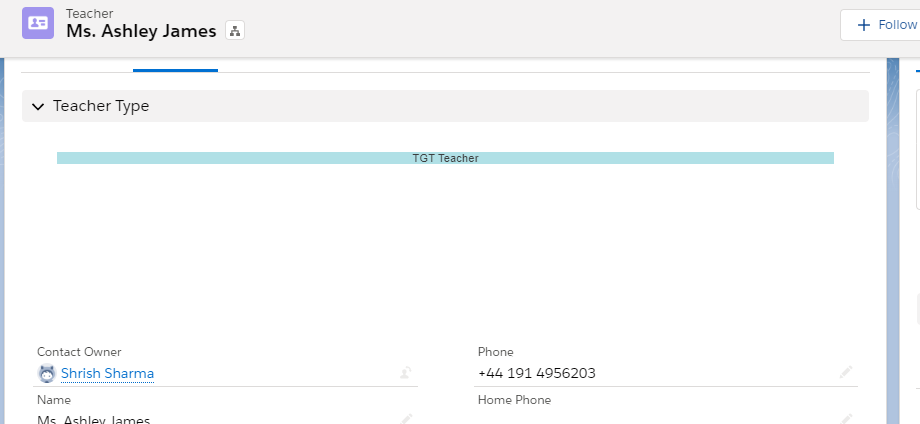 Teacher
Ms. Ashley James
Follow
Teacher Type
TGT Teacher
Contact Owner
Shrish Sharma
Phone
+44 191 4956203
Name
Ms. Ashley James
Home Phone